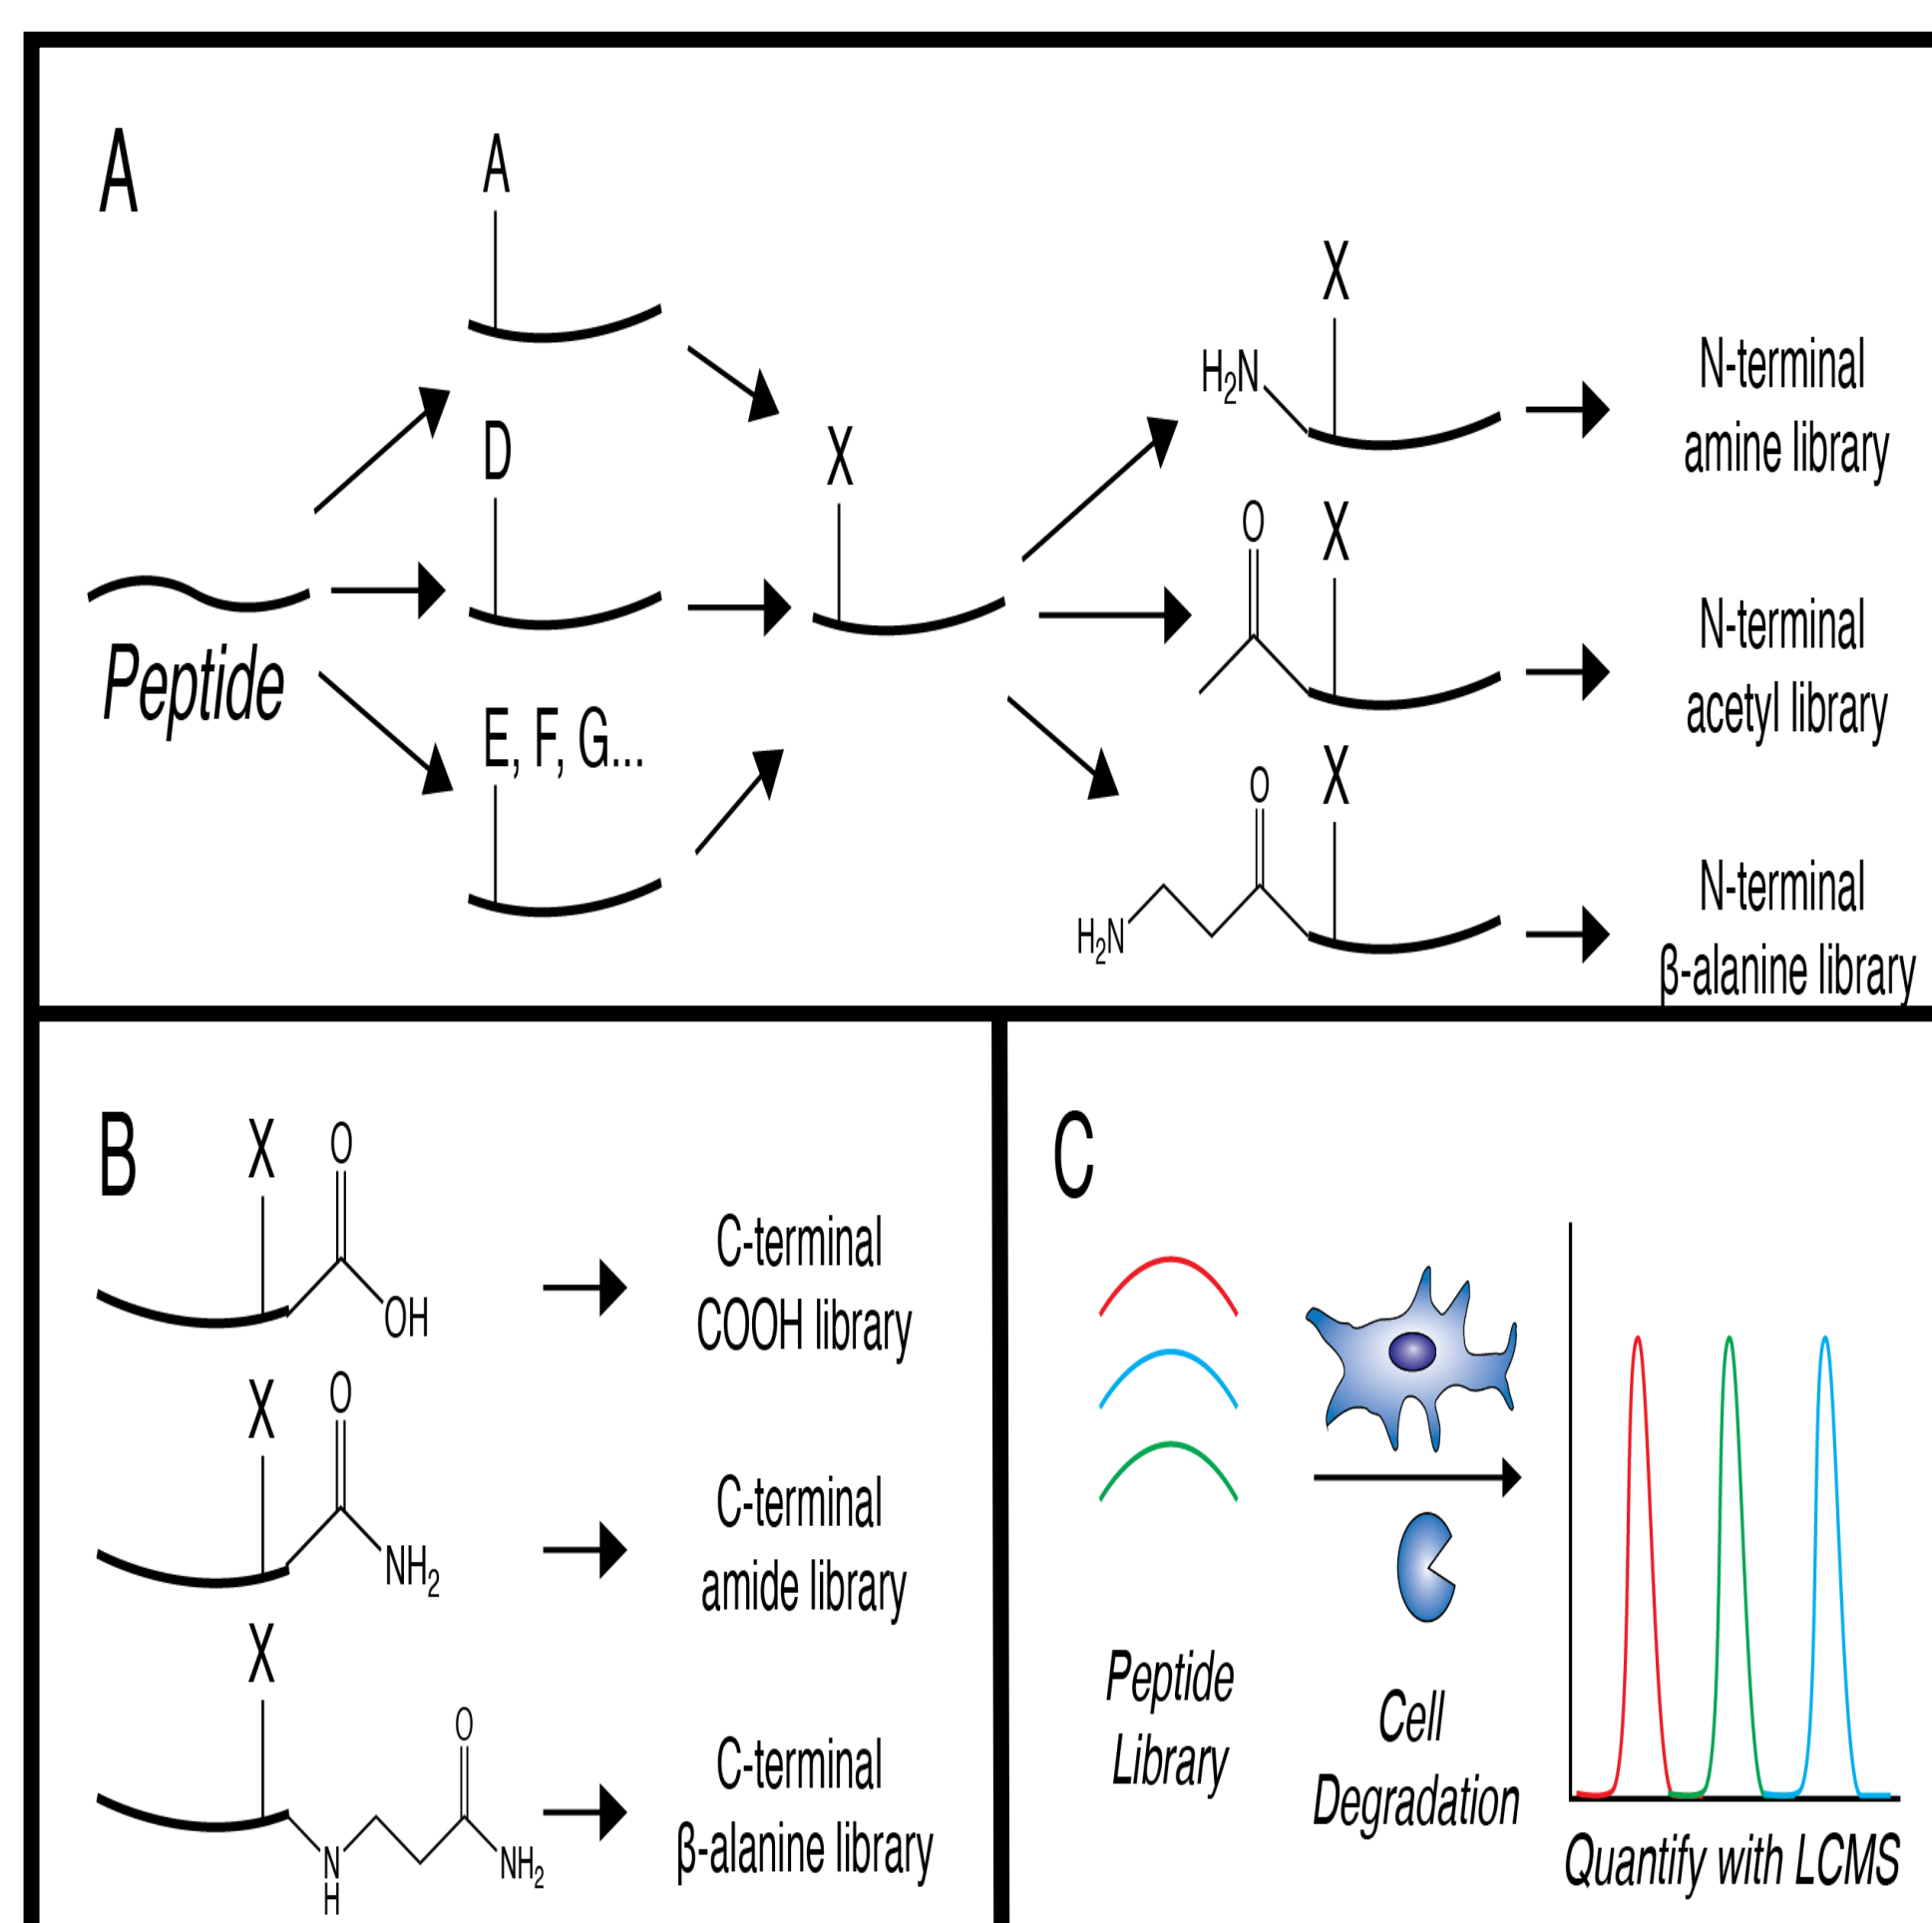 A
A
D
E, F, G...
Peptide
X
X
H₂N
N-terminal
amine library
O
X
N-terminal
acetyl library
O
X
H₂N
N-terminal
β-alanine library
B
X
O
OH
C-terminal
COOH library
X
O
NH₂
C-terminal
amide library
X
O
N
H
NH₂
C-terminal
β-alanine library
C
Peptide
Library
Cell
Degradation
Quantify with LCMS